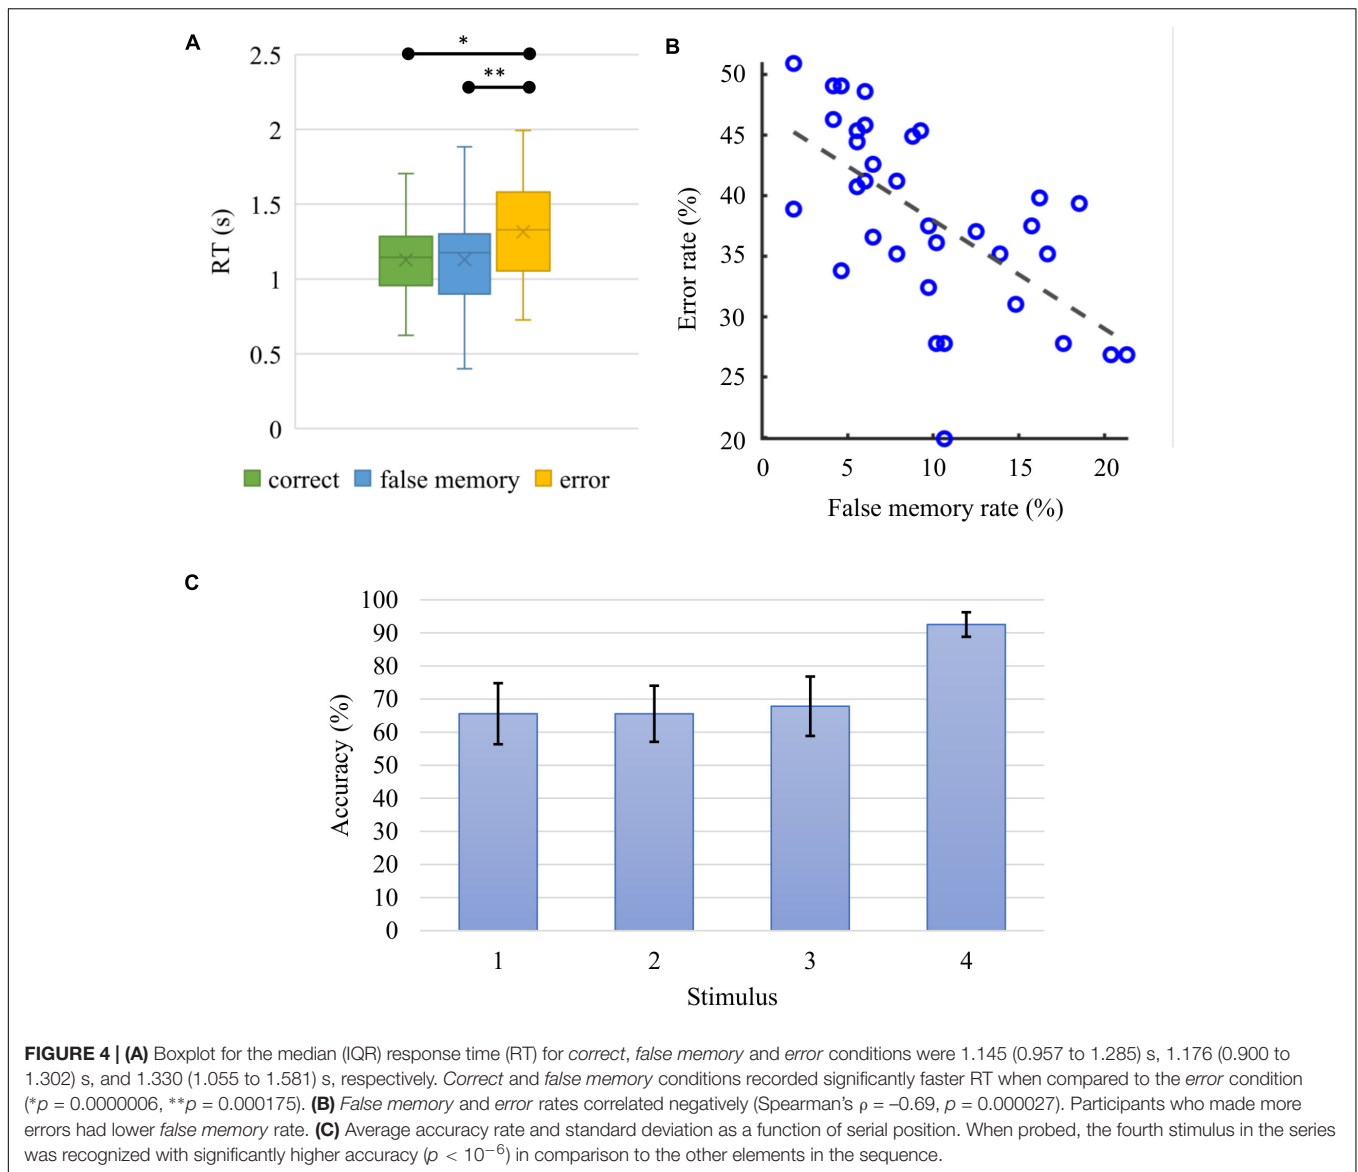 A
*
**
2.5
2
1.5
1
0.5
0
RT (s)
correct false memory error
B
50
45
40
35
30
25
20
Error rate (%)
0 5 10 15 20
False memory rate (%)
C
100
90
80
70
60
50
40
30
20
10
0
Accuracy (%)
1 2 3 4
Stimulus
FIGURE 4 | (A) Boxplot for the median (IQR) response time (RT) for correct, false memory and error conditions were 1.145 (0.957 to 1.285) s, 1.176 (0.900 to
1.302) s, and 1.330 (1.055 to 1.581) s, respectively. Correct and false memory conditions recorded significantly faster RT when compared to the error condition
(*p = 0.0000006, **p = 0.000175). (B) False memory and error rates correlated negatively (Spearman's ρ = –0.69, p = 0.000027). Participants who made more
errors had lower false memory rate. (C) Average accuracy rate and standard deviation as a function of serial position. When probed, the fourth stimulus in the series
was recognized with significantly higher accuracy (p < 10⁻⁶) in comparison to the other elements in the sequence.